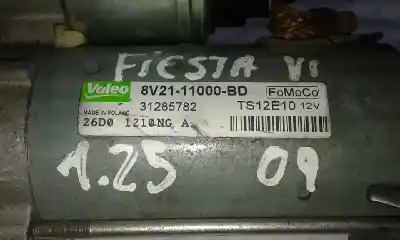 FIESTA VI
Valeo 8V21-11000-BD FoMoCo
MADE IN POLAND 31285782 TS12E10 12V
26D0 1210NG A
1.25 09